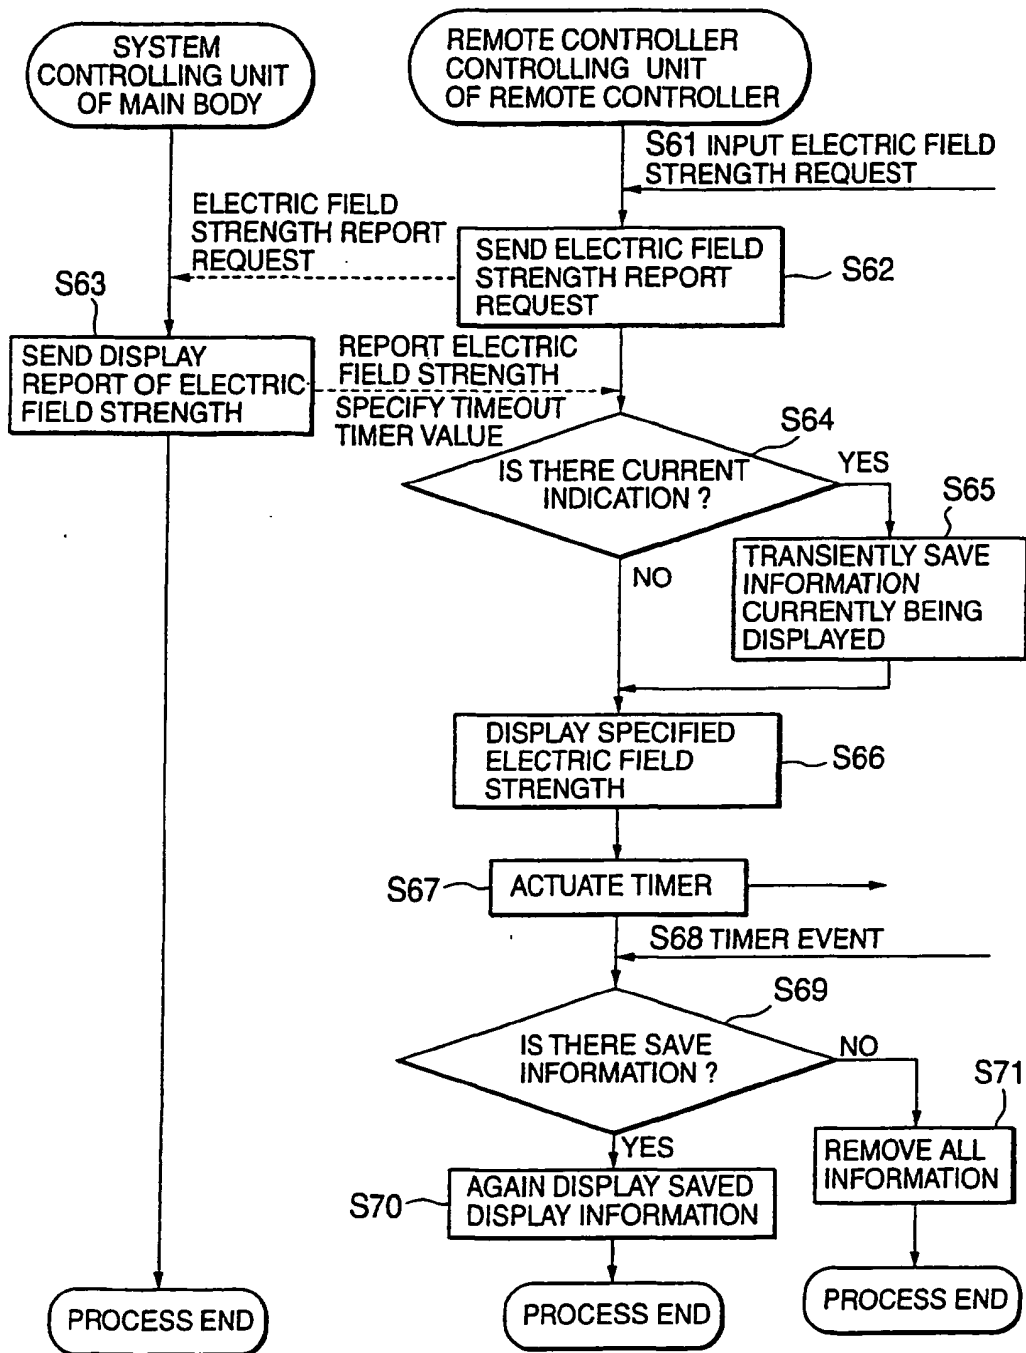 SYSTEM
CONTROLLING UNIT
OF MAIN BODY
REMOTE CONTROLLER
CONTROLLING UNIT
OF REMOTE CONTROLLER
S61 INPUT ELECTRIC FIELD
STRENGTH REQUEST
ELECTRIC FIELD
STRENGTH REPORT
REQUEST
SEND ELECTRIC FIELD
STRENGTH REPORT
REQUEST
S62
S63
SEND DISPLAY
REPORT OF ELECTRIC
FIELD STRENGTH
REPORT ELECTRIC
FIELD STRENGTH
SPECIFY TIMEOUT
TIMER VALUE
S64
IS THERE CURRENT
INDICATION ?
YES
NO
S65
TRANSIENTLY SAVE
INFORMATION
CURRENTLY BEING
DISPLAYED
DISPLAY SPECIFIED
ELECTRIC FIELD
STRENGTH
S66
S67
ACTUATE TIMER
S68 TIMER EVENT
S69
IS THERE SAVE
INFORMATION ?
NO
YES
S71
REMOVE ALL
INFORMATION
S70
AGAIN DISPLAY SAVED
DISPLAY INFORMATION
PROCESS END
PROCESS END
PROCESS END